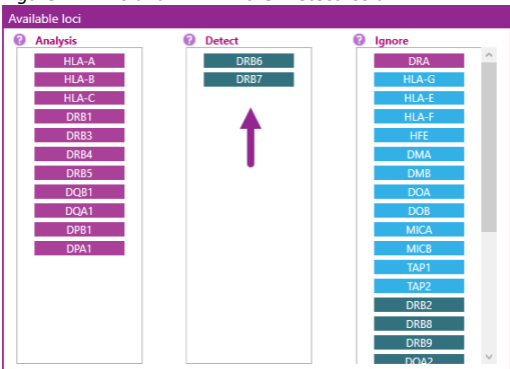 Available loci
Analysis
HLA-A
HLA-B
HLA-C
DRB1
DRB3
DRB4
DRB5
DQB1
DQA1
DPB1
DPA1
Detect
DRB6
DRB7
Ignore
DRA
HLA-G
HLA-E
HLA-F
HFE
DMA
DMB
DOA
DOB
MICA
MICB
TAP1
TAP2
DRB2
DRB8
DRB9